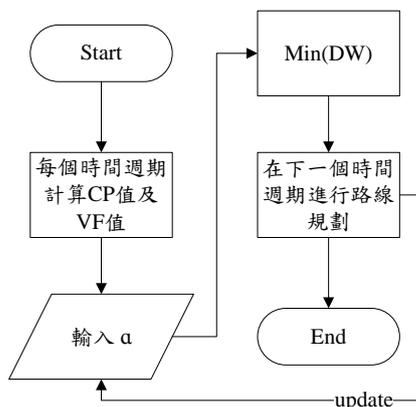 Start
每個時間週期
計算CP值及
VF值
輸入 α
Min(DW)
在下一個時間
週期進行路線
規劃
End
update